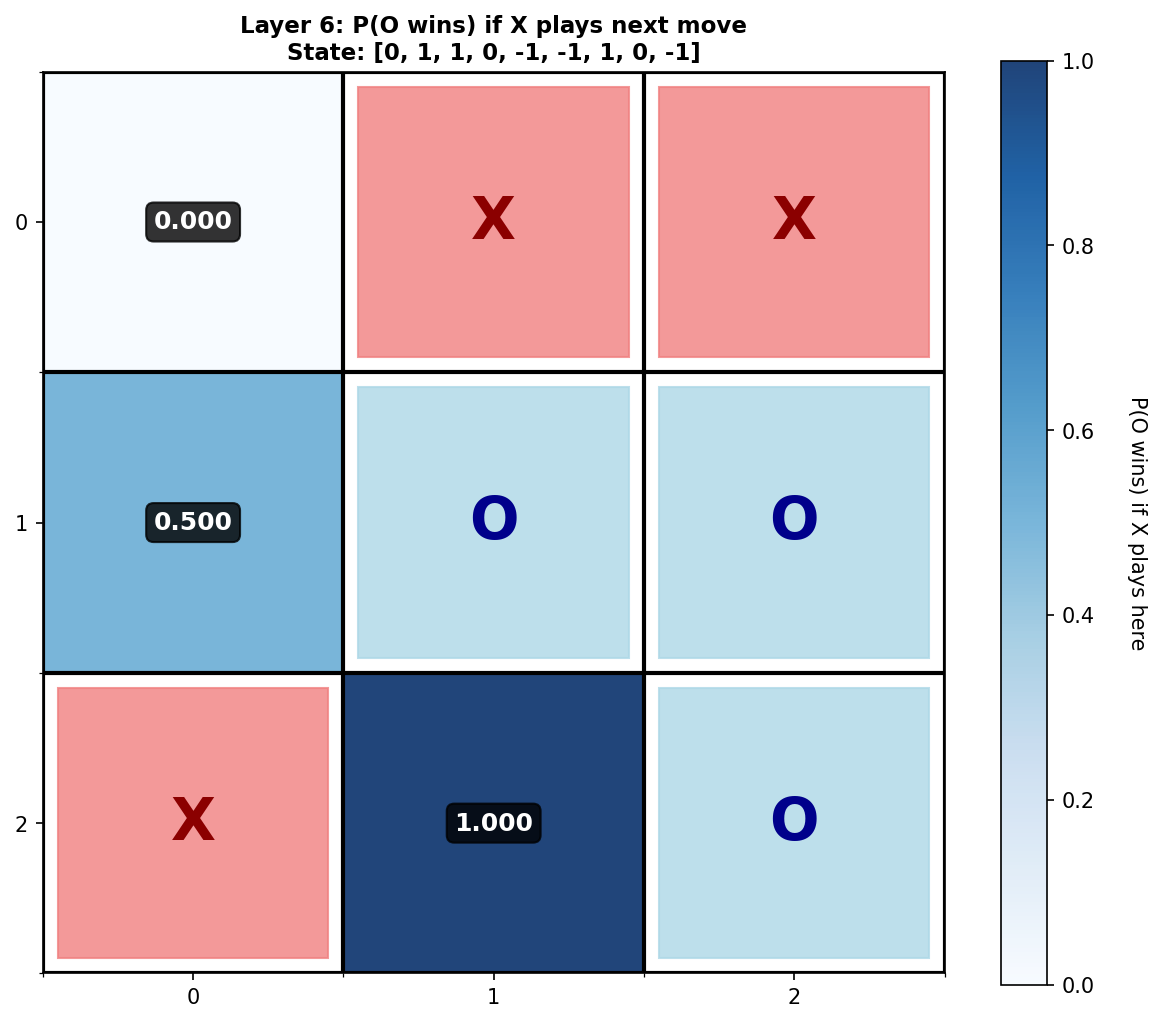 Layer 6: P(O wins) if X plays next move
State: [0, 1, 1, 0, -1, -1, 1, 0, -1]
0
0.000
X
X
1
0.500
O
O
2
X
1.000
O
0
1
2
1.0
0.8
0.6
0.4
0.2
0.0
P(O wins) if X plays here